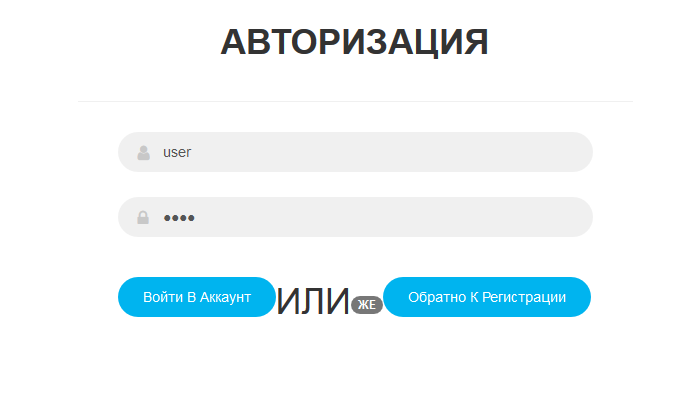 АВТОРИЗАЦИЯ
user
••••
Войти В Аккаунт ИЛИ ЖЕ Обратно К Регистрации